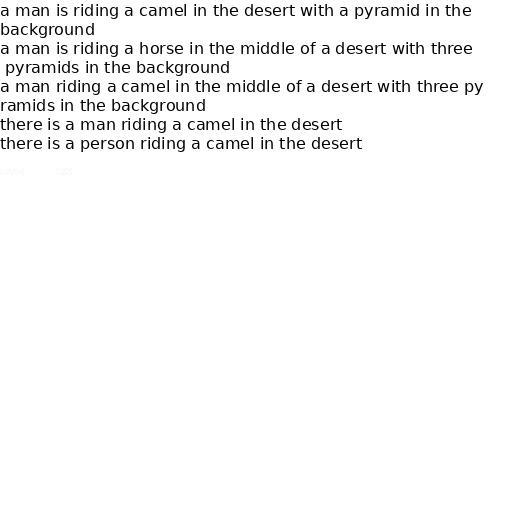 a man is riding a camel in the desert with a pyramid in the
background
a man is riding a horse in the middle of a desert with three
pyramids in the background
a man riding a camel in the middle of a desert with three py
ramids in the background
there is a man riding a camel in the desert
there is a person riding a camel in the desert